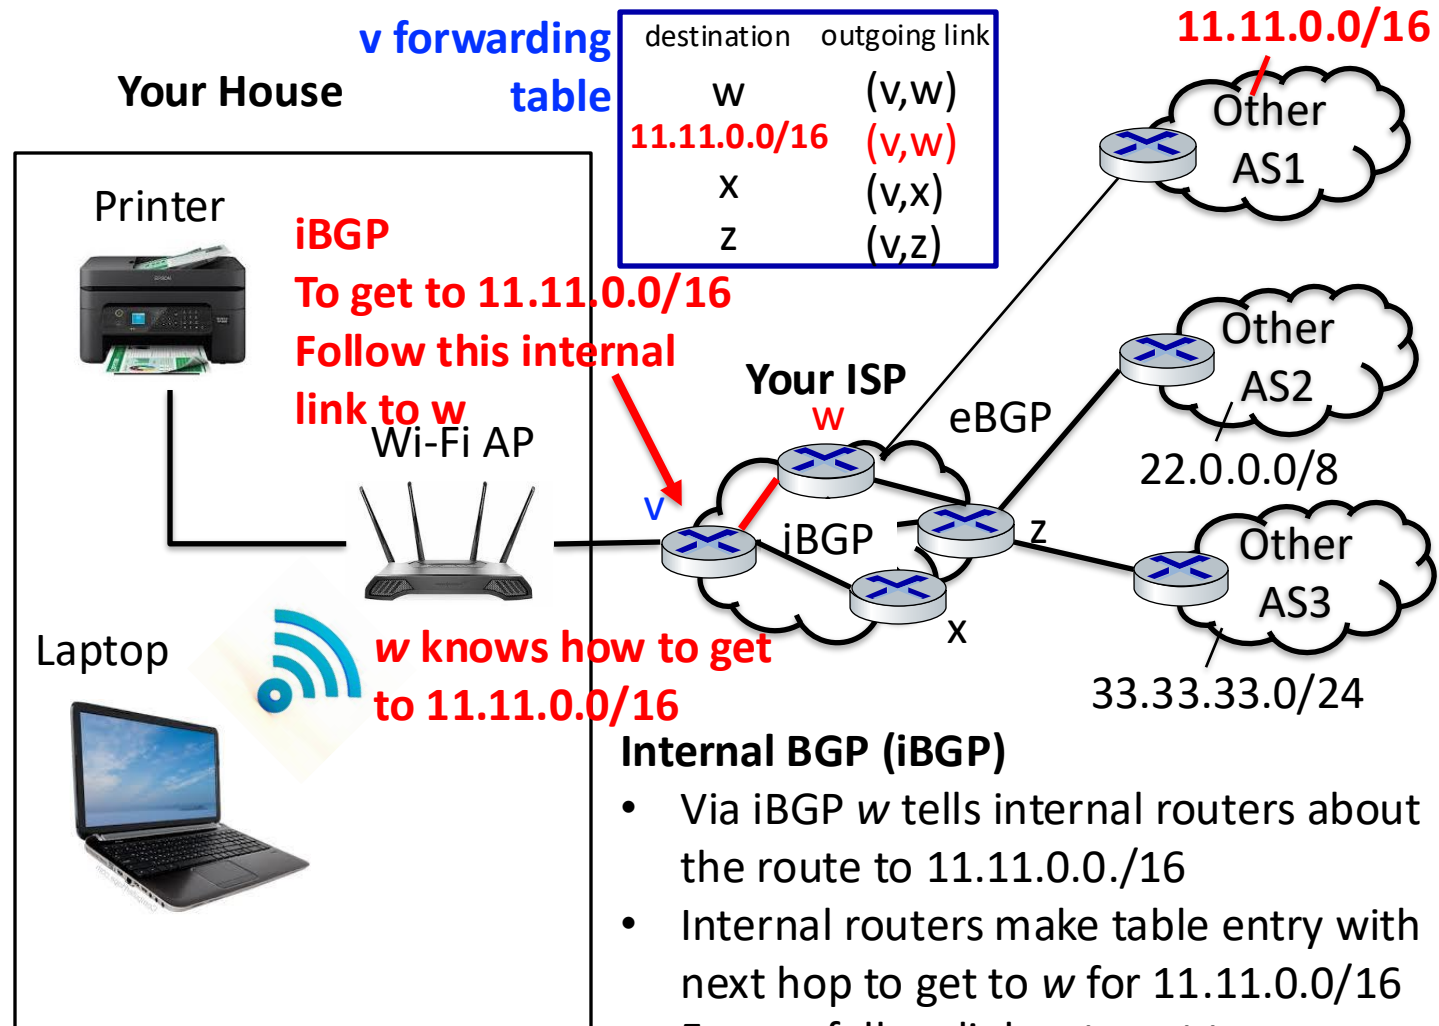 v forwarding
table
destination outgoing link
w (v,w)
11.11.0.0/16 (v,w)
x (v,x)
z (v,z)
11.11.0.0/16
Other
AS1
Your House
Printer
iBGP
To get to 11.11.0.0/16
Follow this internal
link to w
Wi-Fi AP
Your ISP
w
eBGP
Other
AS2
22.0.0.0/8
v
iBGP
z
x
Other
AS3
33.33.33.0/24
Laptop
w knows how to get
to 11.11.0.0/16
Internal BGP (iBGP)
• Via iBGP w tells internal routers about
the route to 11.11.0.0./16
• Internal routers make table entry with
next hop to get to w for 11.11.0.0/16